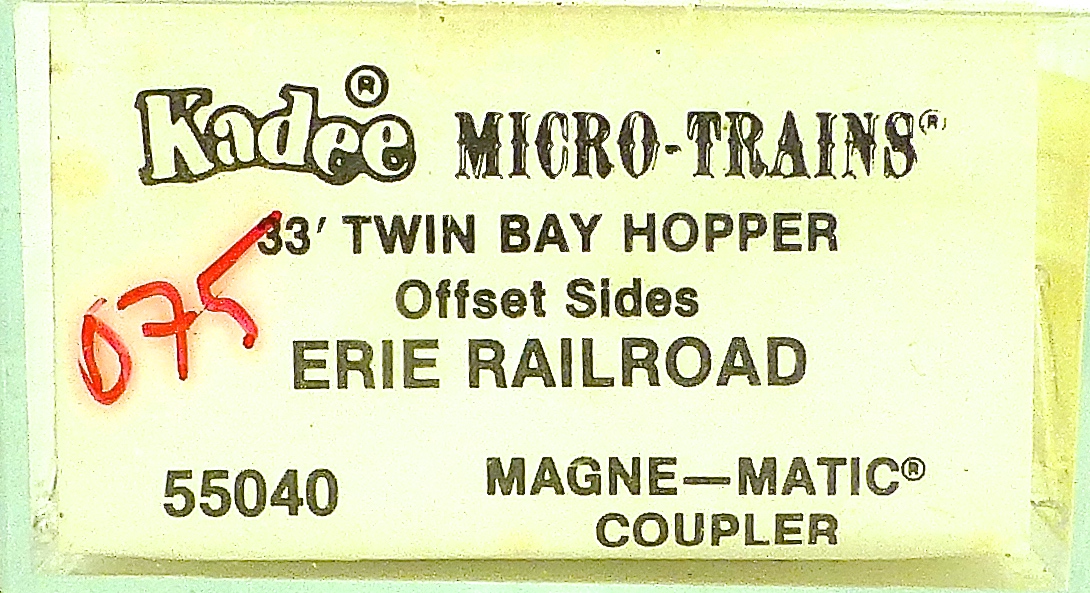 Kadee® MICRO-TRAINS®
33' TWIN BAY HOPPER
075
Offset Sides
ERIE RAILROAD
55040 MAGNE—MATIC®
COUPLER